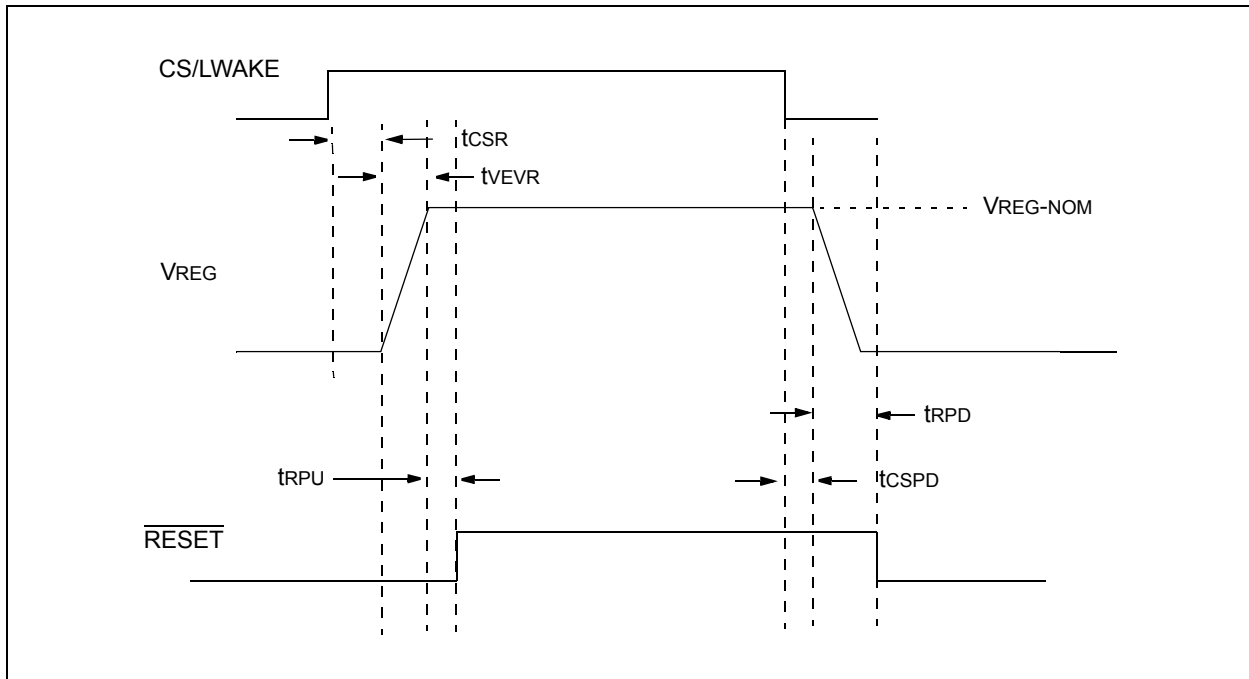 CS/LWAKE
tCSR
tVEVR
VREG-NOM
VREG
tRPD
tRPU
tCSPD
RESET